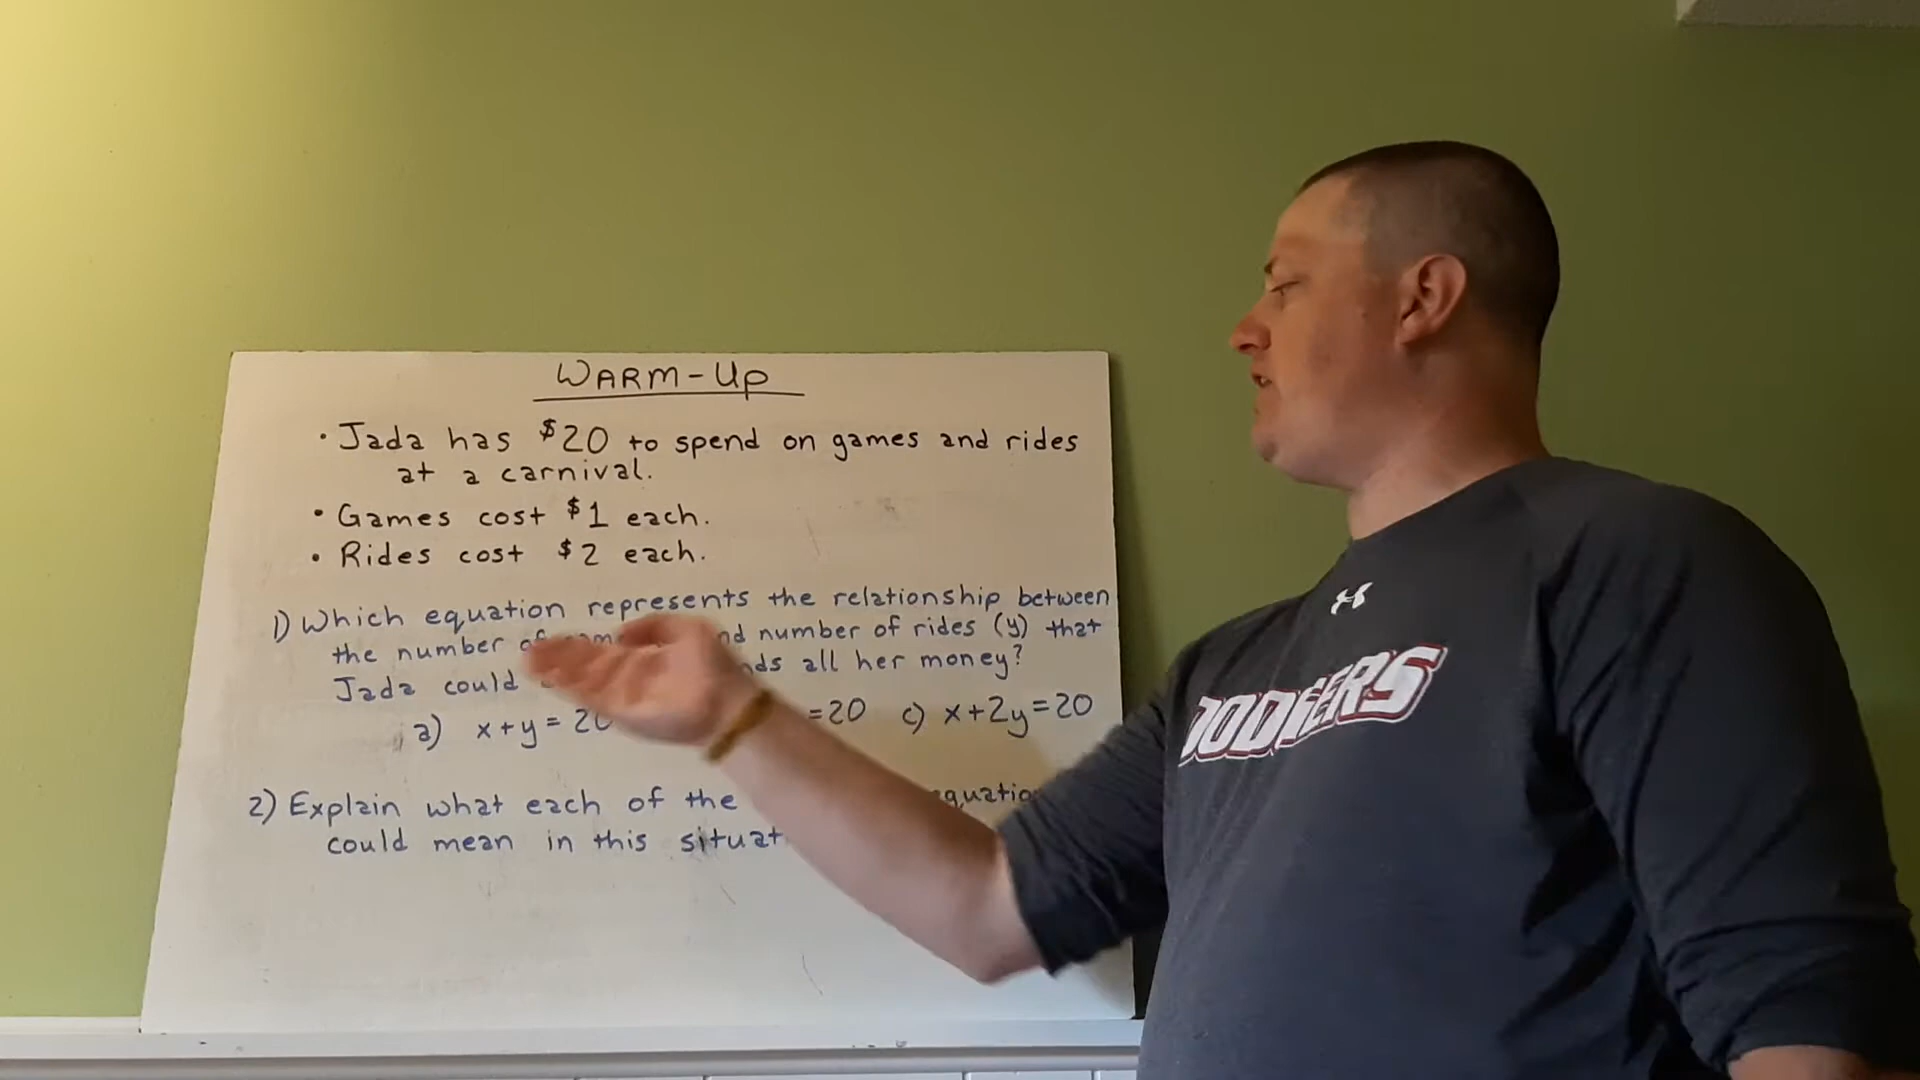 WARM-UP
• Jada has $20 to spend on games and rides
at a carnival.
• Games cost $1 each.
• Rides cost $2 each.
1) Which equation represents the relationship between
the number of number of rides (y) that
Jada could all her money?
a) x+y=20 =20 c) x+2y=20
2) Explain what each of the
could mean in this
DODGERS